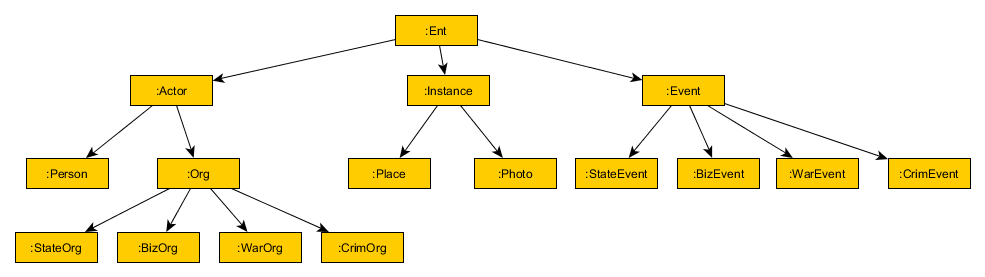 :Ent
:Actor
:Instance
:Event
:Person
:Org
:Place
:Photo
:StateEvent
:BizEvent
:WarEvent
:CrimEvent
:StateOrg
:BizOrg
:WarOrg
:CrimOrg